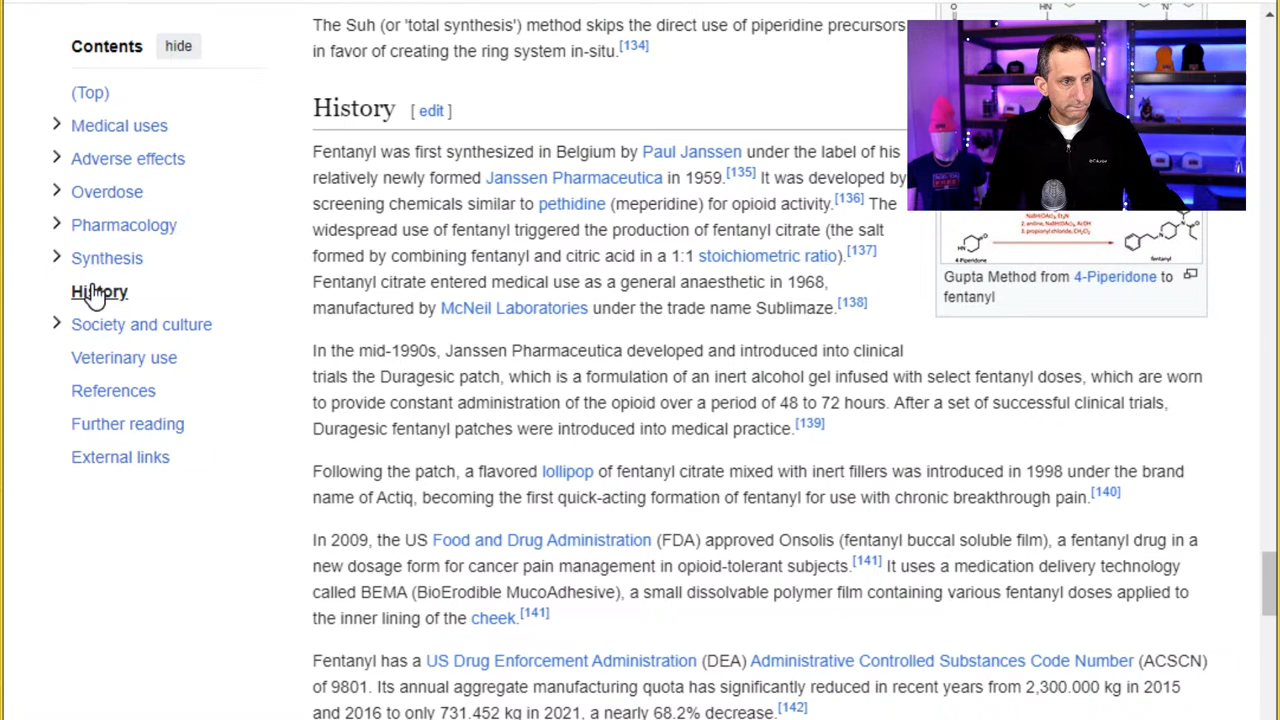 Contents hide
(Top)
Medical uses
Adverse effects
Overdose
Pharmacology
Synthesis
History
Society and culture
Veterinary use
References
Further reading
External links
The Suh (or 'total synthesis') method skips the direct use of piperidine precursors
in favor of creating the ring system in-situ.[134]
History [ edit ]
Fentanyl was first synthesized in Belgium by Paul Janssen under the label of his
relatively newly formed Janssen Pharmaceutica in 1959.[135] It was developed by
screening chemicals similar to pethidine (meperidine) for opioid activity.[136] The
widespread use of fentanyl triggered the production of fentanyl citrate (the salt
formed by combining fentanyl and citric acid in a 1:1 stoichiometric ratio).[137]
Fentanyl citrate entered medical use as a general anaesthetic in 1968,
manufactured by McNeil Laboratories under the trade name Sublimaze.[138]
In the mid-1990s, Janssen Pharmaceutica developed and introduced into clinical
trials the Duragesic patch, which is a formulation of an inert alcohol gel infused with select fentanyl doses, which are worn
to provide constant administration of the opioid over a period of 48 to 72 hours. After a set of successful clinical trials,
Duragesic fentanyl patches were introduced into medical practice.[139]
Following the patch, a flavored lollipop of fentanyl citrate mixed with inert fillers was introduced in 1998 under the brand
name of Actiq, becoming the first quick-acting formation of fentanyl for use with chronic breakthrough pain.[140]
In 2009, the US Food and Drug Administration (FDA) approved Onsolis (fentanyl buccal soluble film), a fentanyl drug in a
new dosage form for cancer pain management in opioid-tolerant subjects.[141] It uses a medication delivery technology
called BEMA (BioErodible MucoAdhesive), a small dissolvable polymer film containing various fentanyl doses applied to
the inner lining of the cheek.[141]
Fentanyl has a US Drug Enforcement Administration (DEA) Administrative Controlled Substances Code Number (ACSCN)
of 9801. Its annual aggregate manufacturing quota has significantly reduced in recent years from 2,300.000 kg in 2015
and 2016 to only 731.452 kg in 2021, a nearly 68.2% decrease.[142]
HN
4-Piperidone
fentanyl
Gupta Method from 4-Piperidone to
fentanyl